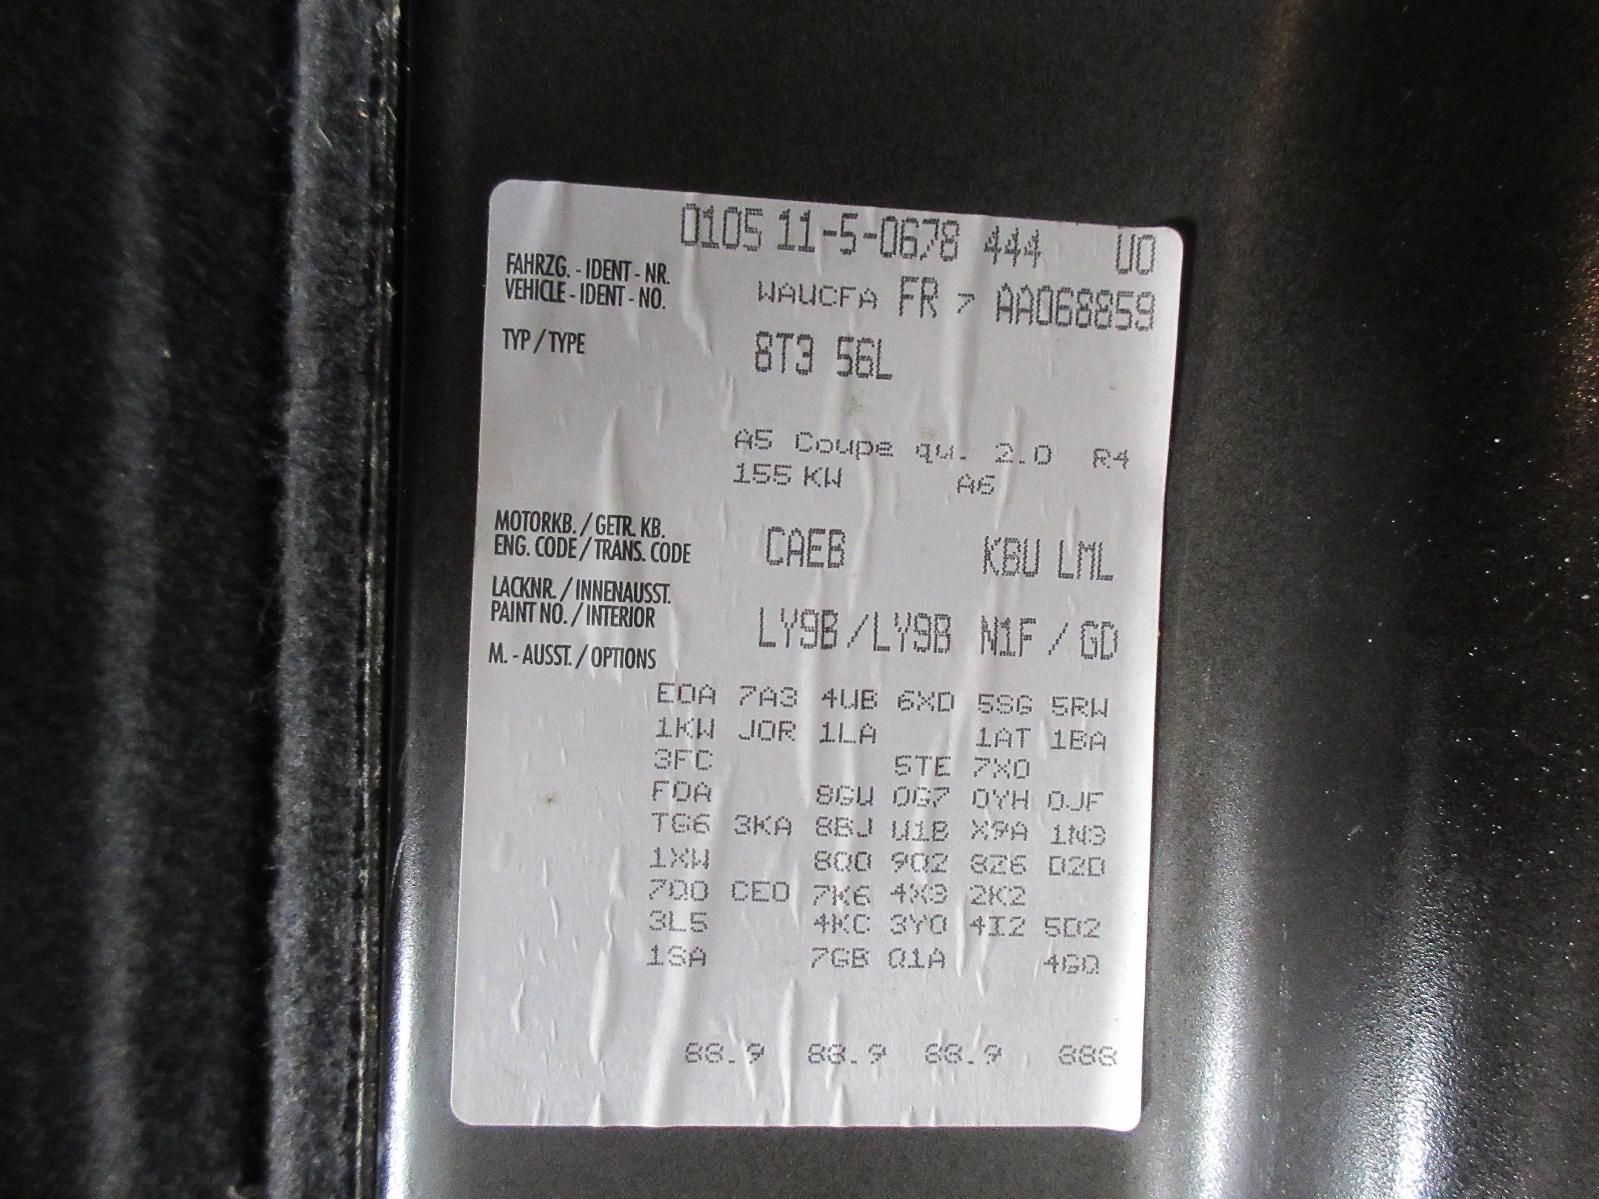 0105 11-5-0678 444 U0
FAHRZG. - IDENT - NR.
VEHICLE - IDENT - NO. WAUCFA FR 7 AA068859
TYP / TYPE 8T3 5GL
A5 Coupe qu. 2.0 R4
155 KW A6
MOTORKB. / GETR. KB.
ENG. CODE / TRANS. CODE CAEB KBU LML
LACKNR. / INNENAUSST.
PAINT NO. / INTERIOR LY9B / LY9B N1F / GD
M. - AUSST. / OPTIONS
E0A 7A3 4UB 6XD 5SG 5RW
1KW J0R 1LA 1AT 1BA
3FC 5TE 7X0
F0A 8GU 0G7 0YH 0JF
TG6 3KA 8BJ U1B X9A 1N3
1XW 8Q0 9Q2 8Z6 D2D
7Q0 CE0 7K6 4X3 2K2
3L5 4KC 3Y0 4I2 5D2
1SA 7GB Q1A 4GQ
88.9 88.9 88.9 888